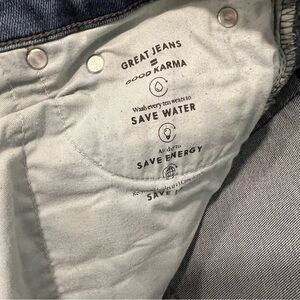 GREAT JEANS
=
GOOD KARMA
Wash every ten wears to
SAVE WATER
Air dry to
SAVE ENERGY
SAVE